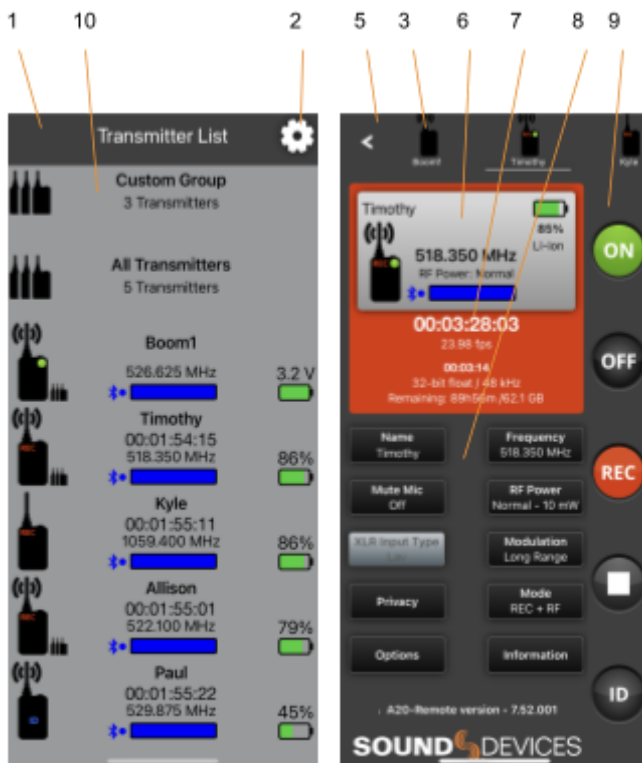 1 10 2 5 3 6 7 8 9
Transmitter List
Custom Group
3 Transmitters
All Transmitters
5 Transmitters
Boom1
526.625 MHz
3.2 V
Timothy
00:01:54:15
518.350 MHz
86%
Kyle
00:01:55:11
1059.400 MHz
86%
Allison
00:01:55:01
522.100 MHz
79%
Paul
00:01:55:22
529.875 MHz
45%
REC
REC
REC
ID
<
Boom1
Timothy
Kyle
Timothy
85%
Li-ion
REC
518.350 MHz
RF Power: Normal
00:03:28:03
23.98 fps
00:03:14
32-bit float / 48 kHz
Remaining: 89h56m /62.1 GB
Name
Timothy
Frequency
518.350 MHz
Mute Mic
Off
RF Power
Normal - 10 mW
XLR Input Type
Modulation
Long Range
Privacy
Mode
REC + RF
Options
Information
A20-Remote version - 7.52.001
SOUND DEVICES
ON
OFF
REC
ID